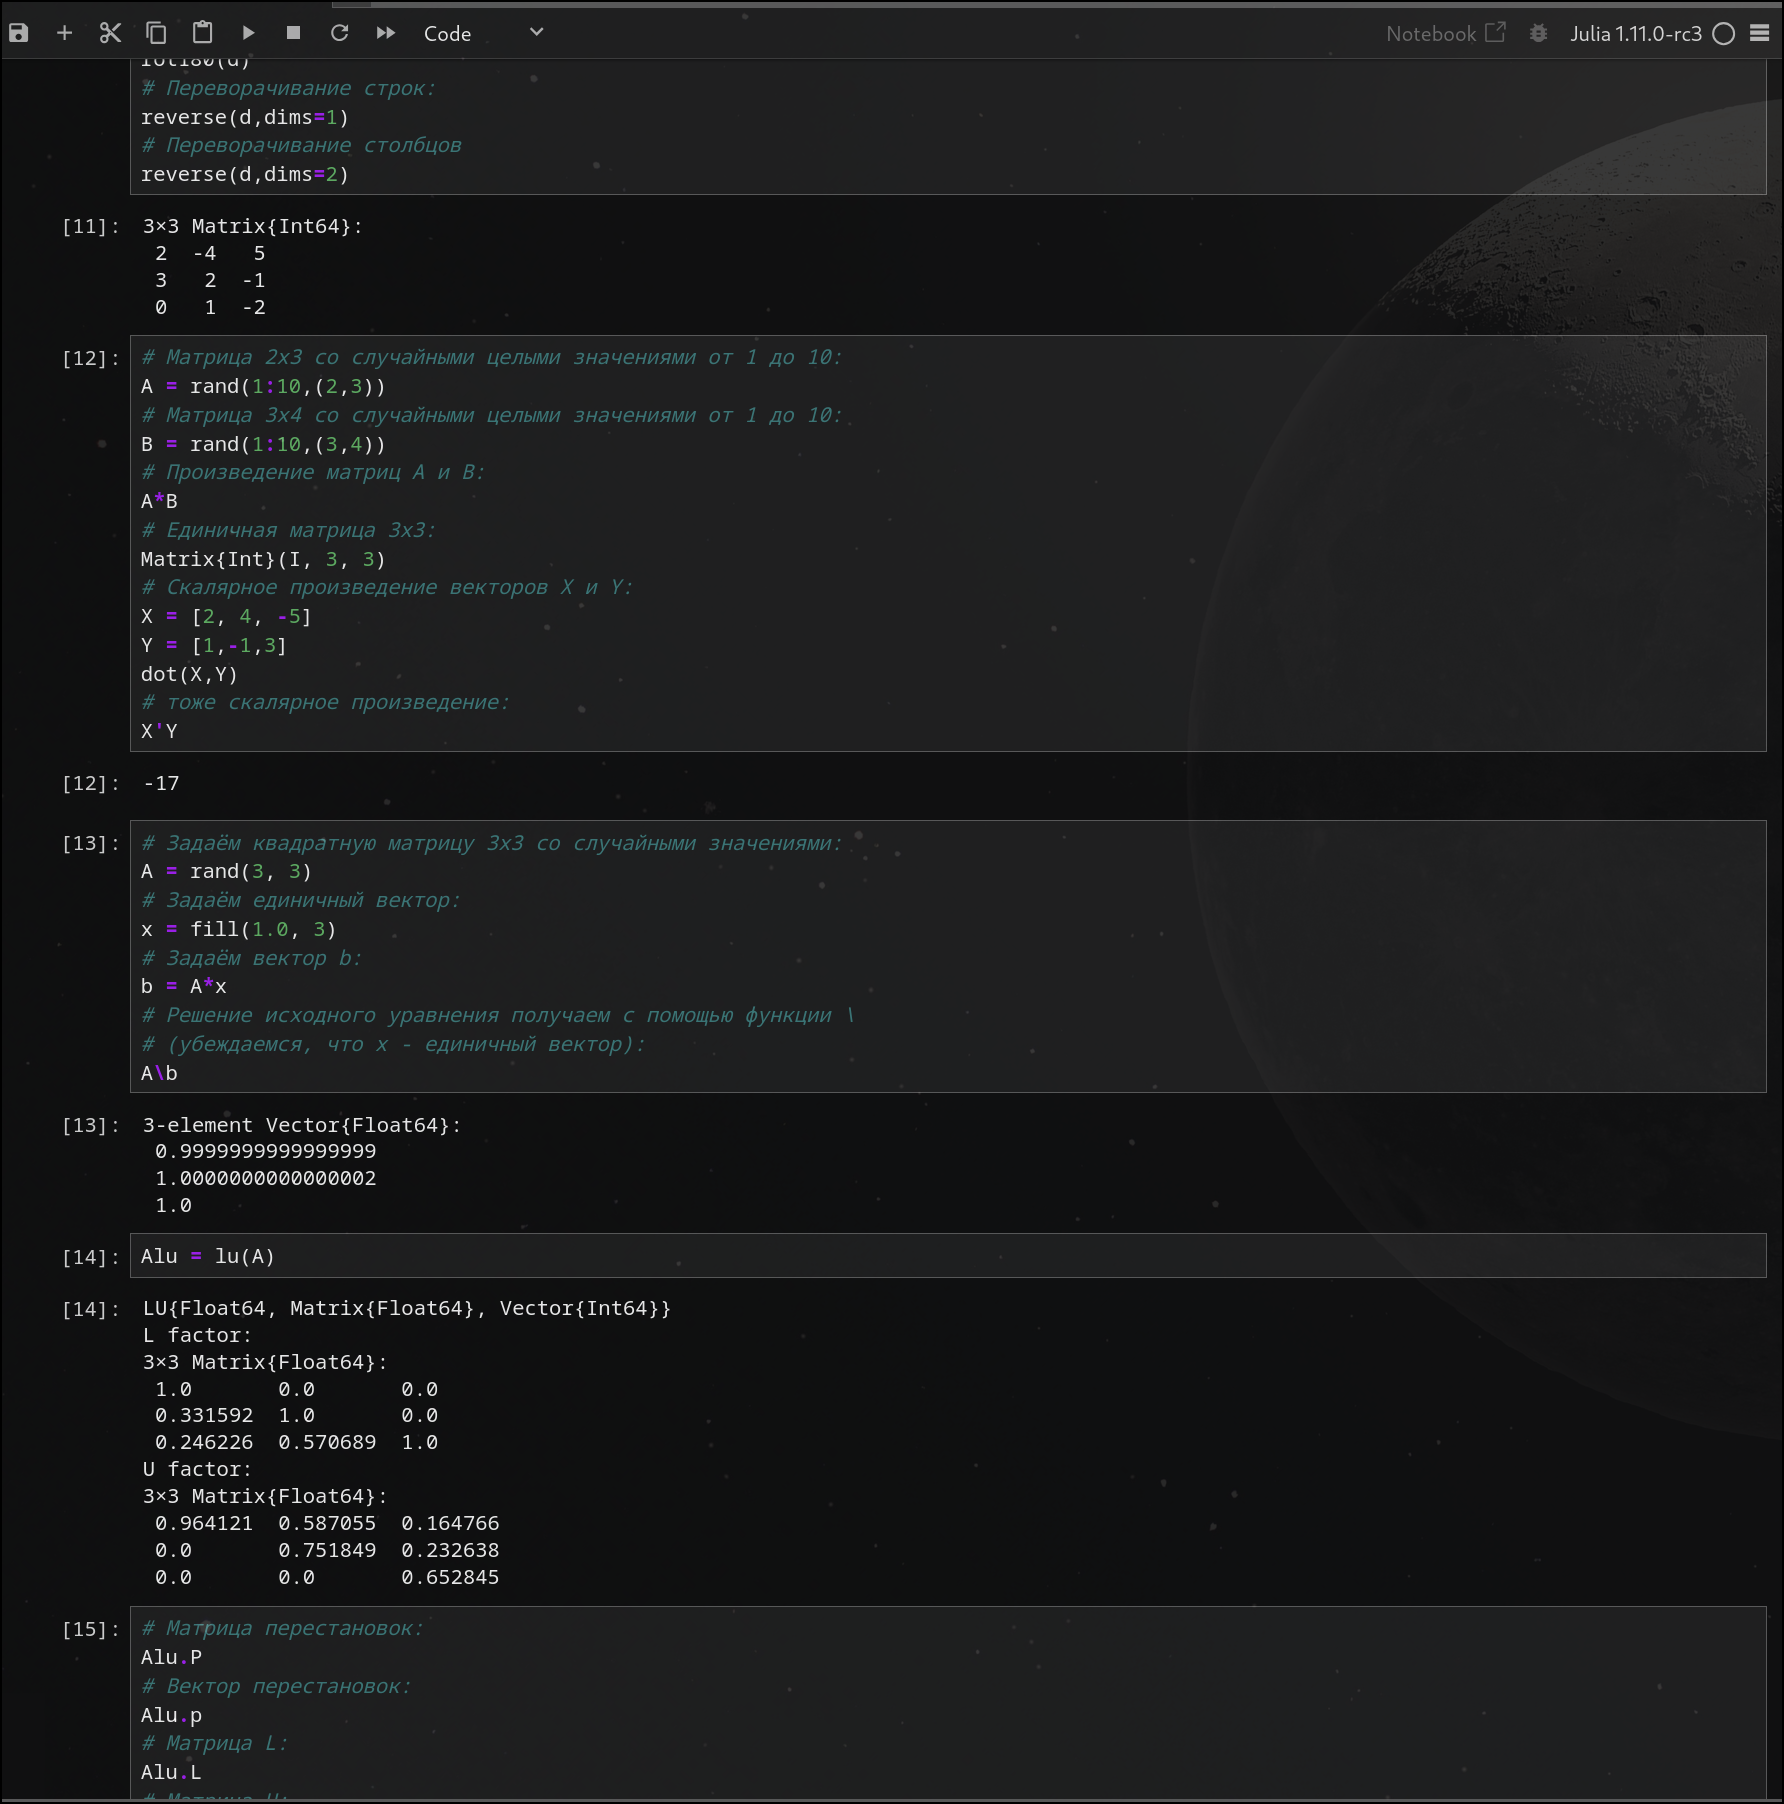 Code
Notebook
Julia 1.11.0-rc3
rot180(d)
# Переворачивание строк:
reverse(d,dims=1)
# Переворачивание столбцов
reverse(d,dims=2)
[11]: 3×3 Matrix{Int64}:
2 -4 5
3 2 -1
0 1 -2
[12]: # Матрица 2x3 со случайными целыми значениями от 1 до 10:
A = rand(1:10,(2,3))
# Матрица 3x4 со случайными целыми значениями от 1 до 10:
B = rand(1:10,(3,4))
# Произведение матриц A и B:
A*B
# Единичная матрица 3x3:
Matrix{Int}(I, 3, 3)
# Скалярное произведение векторов X и Y:
X = [2, 4, -5]
Y = [1,-1,3]
dot(X,Y)
# тоже скалярное произведение:
X'Y
[12]: -17
[13]: # Задаём квадратную матрицу 3x3 со случайными значениями:
A = rand(3, 3)
# Задаём единичный вектор:
x = fill(1.0, 3)
# Задаём вектор b:
b = A*x
# Решение исходного уравнения получаем с помощью функции \
# (убеждаемся, что x - единичный вектор):
A\b
[13]: 3-element Vector{Float64}:
0.9999999999999999
1.0000000000000002
1.0
[14]: Alu = lu(A)
[14]: LU{Float64, Matrix{Float64}, Vector{Int64}}
L factor:
3×3 Matrix{Float64}:
1.0 0.0 0.0
0.331592 1.0 0.0
0.246226 0.570689 1.0
U factor:
3×3 Matrix{Float64}:
0.964121 0.587055 0.164766
0.0 0.751849 0.232638
0.0 0.0 0.652845
[15]: # Матрица перестановок:
Alu.P
# Вектор перестановок:
Alu.p
# Матрица L:
Alu.L
# Матрица U: